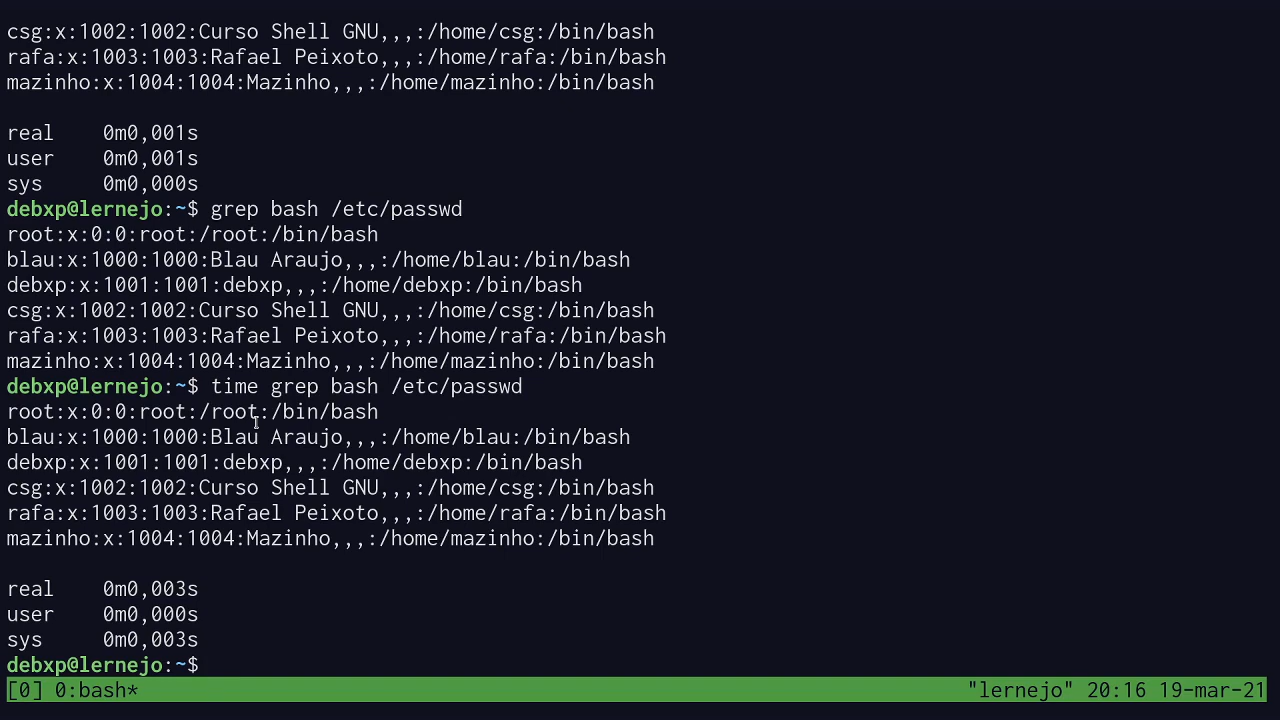 csg:x:1002:1002:Curso Shell GNU,,,:/home/csg:/bin/bash
rafa:x:1003:1003:Rafael Peixoto,,,:/home/rafa:/bin/bash
mazinho:x:1004:1004:Mazinho,,,:/home/mazinho:/bin/bash
real    0m0,001s
user    0m0,001s
sys     0m0,000s
debxp@lernejo:~$ grep bash /etc/passwd
root:x:0:0:root:/root:/bin/bash
blau:x:1000:1000:Blau Araujo,,,:/home/blau:/bin/bash
debxp:x:1001:1001:debxp,,,:/home/debxp:/bin/bash
csg:x:1002:1002:Curso Shell GNU,,,:/home/csg:/bin/bash
rafa:x:1003:1003:Rafael Peixoto,,,:/home/rafa:/bin/bash
mazinho:x:1004:1004:Mazinho,,,:/home/mazinho:/bin/bash
debxp@lernejo:~$ time grep bash /etc/passwd
root:x:0:0:root:/root:/bin/bash
blau:x:1000:1000:Blau Araujo,,,:/home/blau:/bin/bash
debxp:x:1001:1001:debxp,,,:/home/debxp:/bin/bash
csg:x:1002:1002:Curso Shell GNU,,,:/home/csg:/bin/bash
rafa:x:1003:1003:Rafael Peixoto,,,:/home/rafa:/bin/bash
mazinho:x:1004:1004:Mazinho,,,:/home/mazinho:/bin/bash
real    0m0,003s
user    0m0,000s
sys     0m0,003s
debxp@lernejo:~$
[0] 0:bash* "lernejo" 20:16 19-mar-21